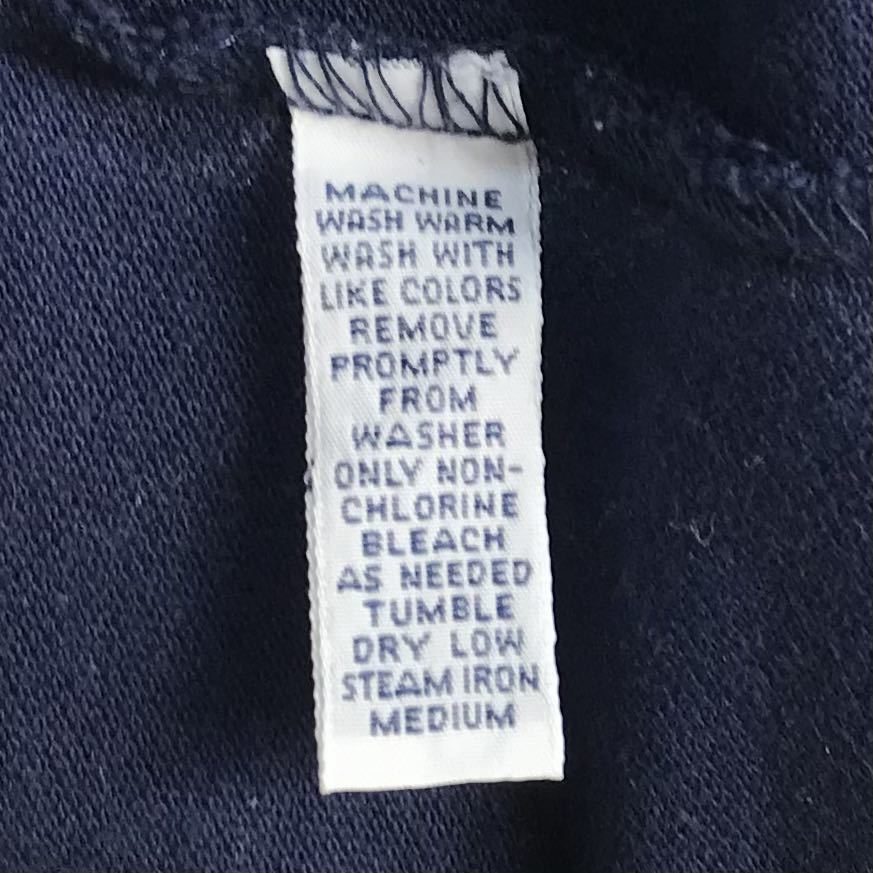 MACHINE
WASH WARM
WASH WITH
LIKE COLORS
REMOVE
PROMPTLY
FROM
WASHER
ONLY NON-
CHLORINE
BLEACH
AS NEEDED
TUMBLE
DRY LOW
STEAM IRON
MEDIUM